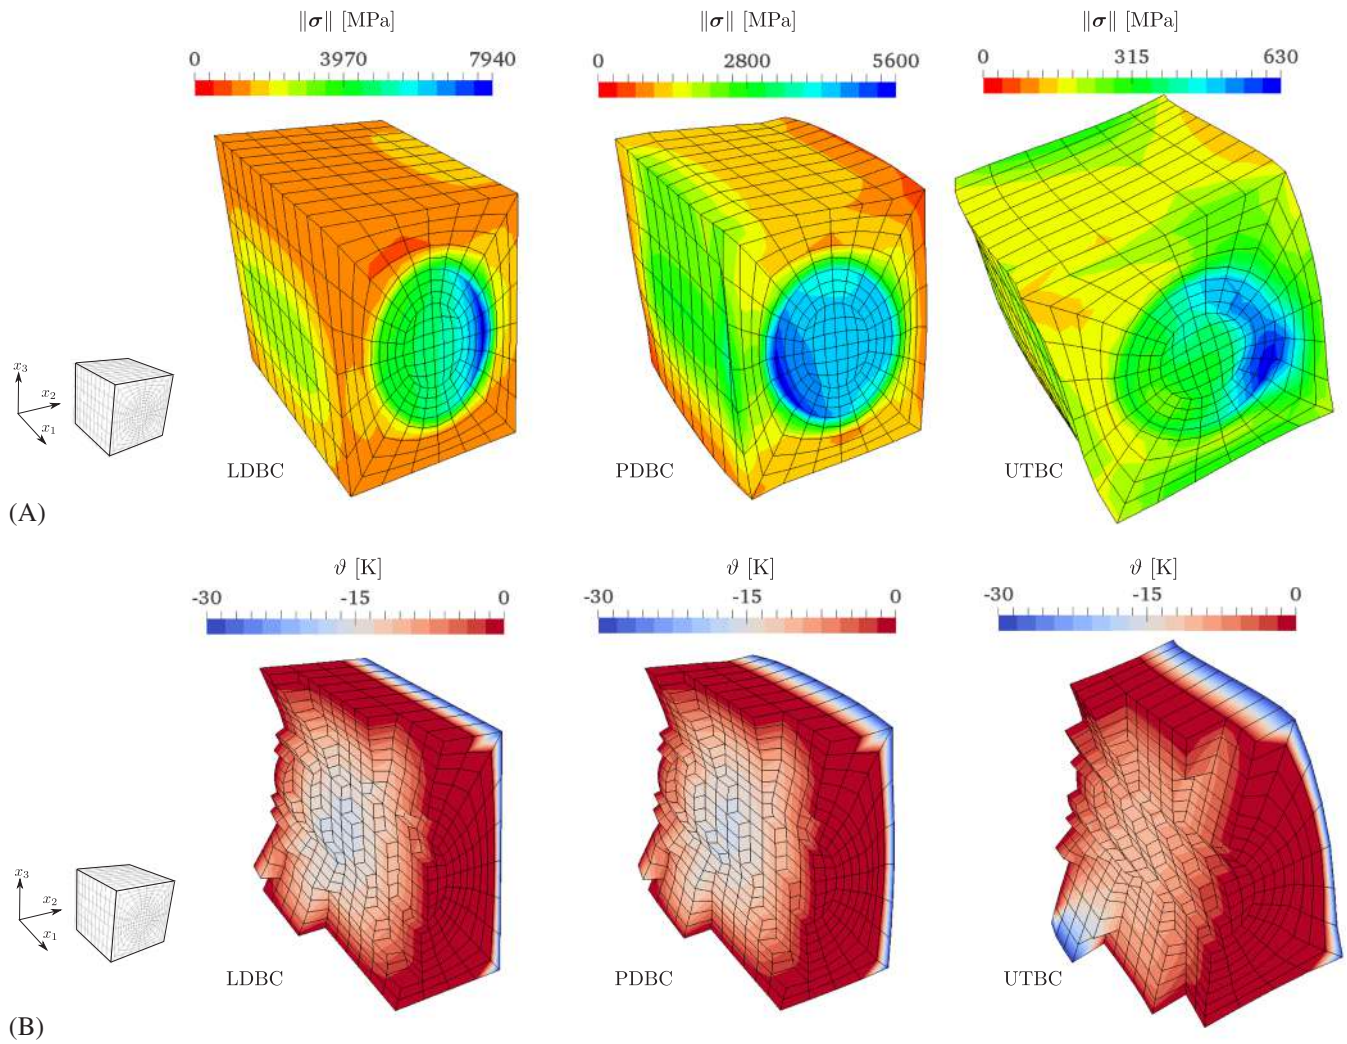 ‖σ‖ [MPa]
0 3970 7940
‖σ‖ [MPa]
0 2800 5600
‖σ‖ [MPa]
0 315 630
x₃
x₂
x₁
LDBC
PDBC
UTBC
(A)
ϑ [K]
-30 -15 0
ϑ [K]
-30 -15 0
ϑ [K]
-30 -15 0
x₃
x₂
x₁
LDBC
PDBC
UTBC
(B)